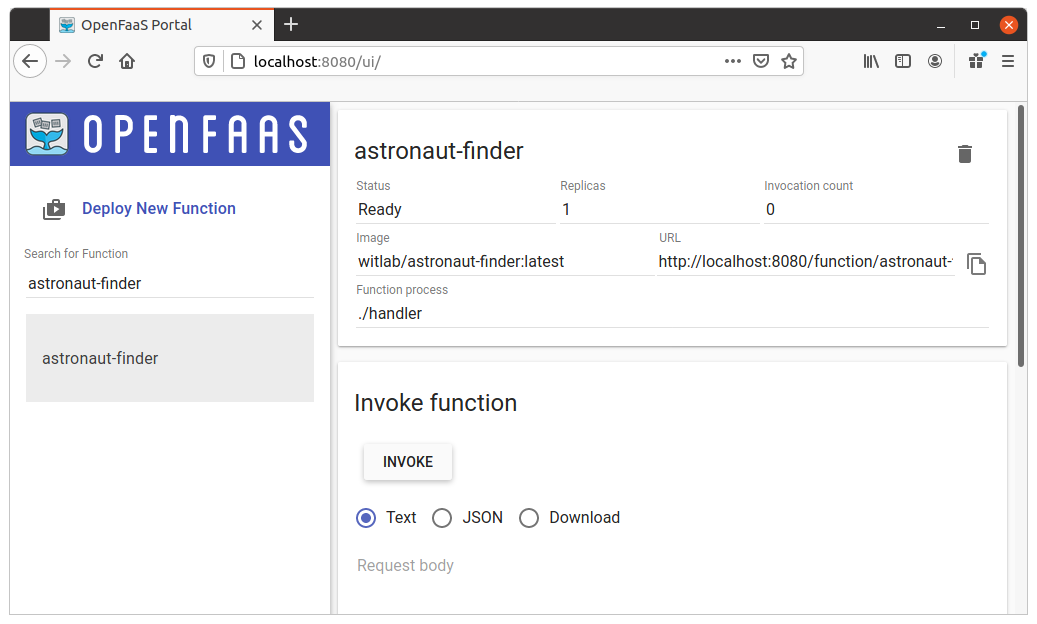 OpenFaaS Portal
localhost:8080/ui/
OPENFAAS
Deploy New Function
Search for Function
astronaut-finder
astronaut-finder
astronaut-finder
Status Replicas Invocation count
Ready 1 0
Image URL
witlab/astronaut-finder:latest http://localhost:8080/function/astronaut-
Function process
./handler
Invoke function
INVOKE
Text JSON Download
Request body